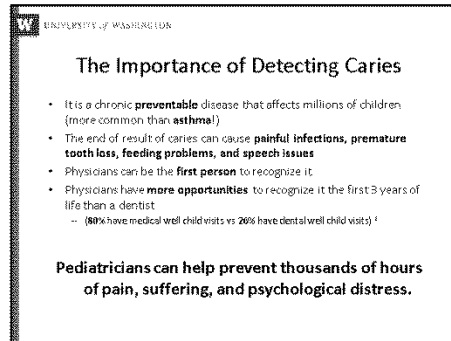 W UNIVERSITY of WASHINGTON
The Importance of Detecting Caries
• It is a chronic preventable disease that affects millions of children
(more common than asthma!)
• The end of result of caries can cause painful infections, premature
tooth loss, feeding problems, and speech issues
• Physicians can be the first person to recognize it
• Physicians have more opportunities to recognize it the first 3 years of
life than a dentist
– (80% have medical well child visits vs 26% have dental well child visits)
Pediatricians can help prevent thousands of hours
of pain, suffering, and psychological distress.